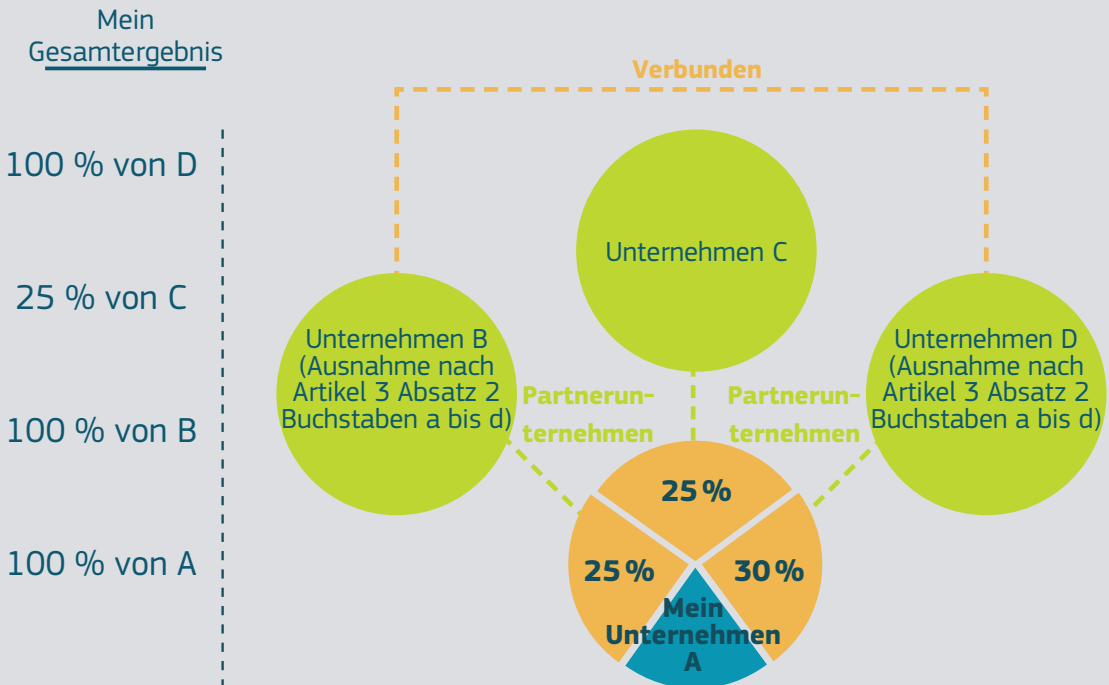 Mein
Gesamtergebnis
100 % von D
25 % von C
100 % von B
100 % von A
Verbunden
Unternehmen C
Unternehmen B
(Ausnahme nach
Artikel 3 Absatz 2
Buchstaben a bis d)
Unternehmen D
(Ausnahme nach
Artikel 3 Absatz 2
Buchstaben a bis d)
Partnerun-
ternehmen
Partnerun-
ternehmen
25 %
25 %
30 %
Mein
Unternehmen
A